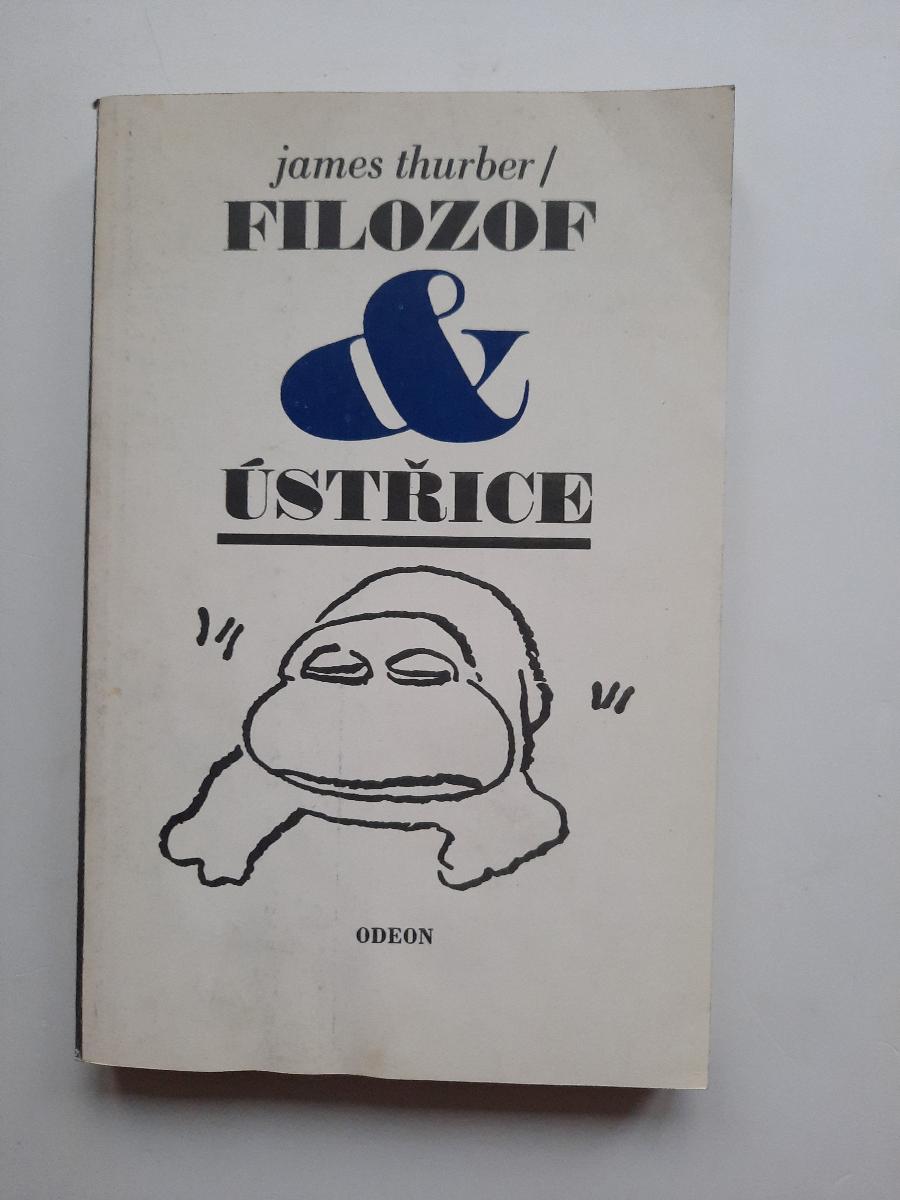 james thurber/
FILOZOF
&
ÚSTŘICE
ODEON